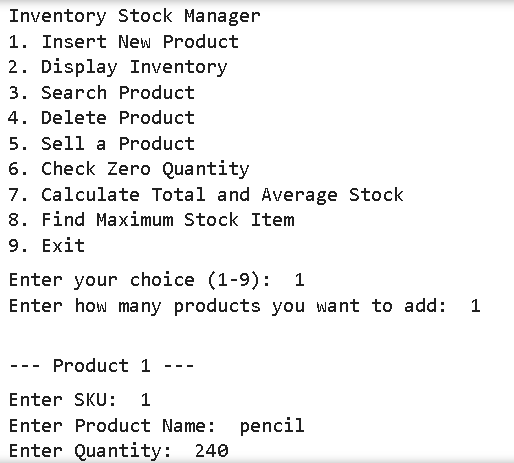 Inventory Stock Manager
1. Insert New Product
2. Display Inventory
3. Search Product
4. Delete Product
5. Sell a Product
6. Check Zero Quantity
7. Calculate Total and Average Stock
8. Find Maximum Stock Item
9. Exit
Enter your choice (1-9):  1
Enter how many products you want to add:  1
--- Product 1 ---
Enter SKU:  1
Enter Product Name:  pencil
Enter Quantity:  240